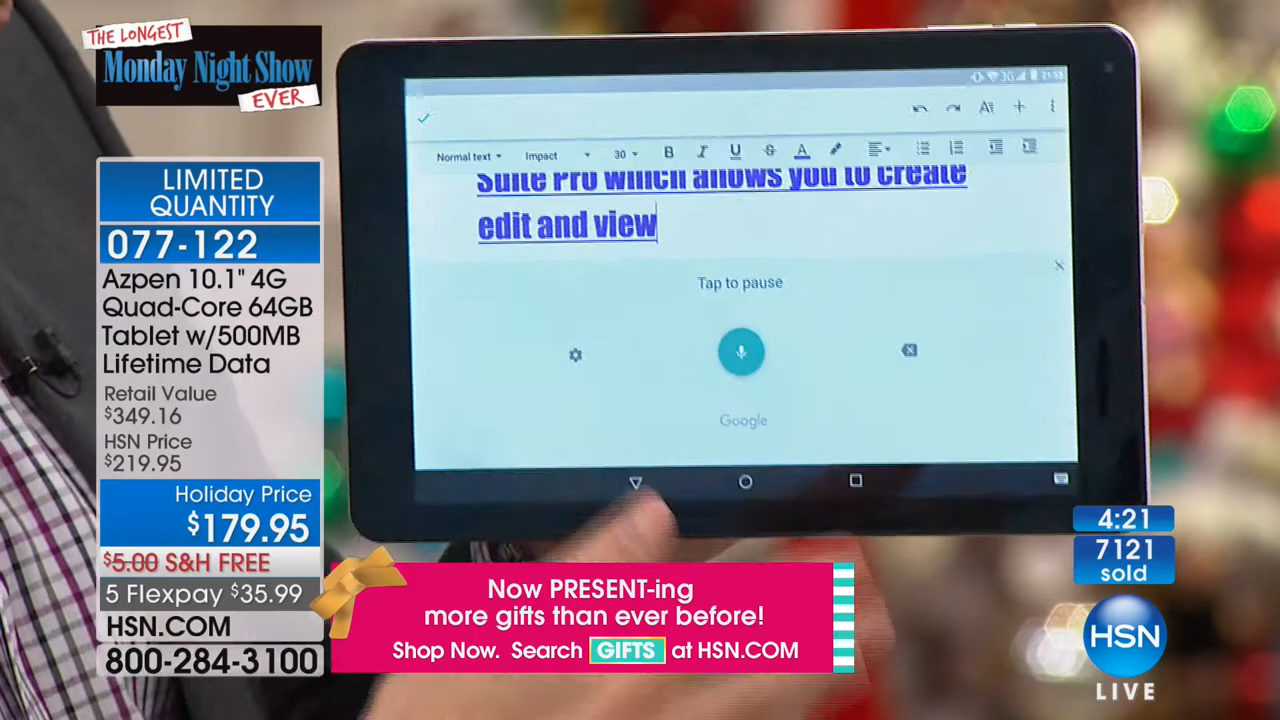 THE LONGEST
Monday Night Show
EVER
LIMITED
QUANTITY
077-122
Azpen 10.1" 4G
Quad-Core 64GB
Tablet w/500MB
Lifetime Data
Retail Value
$349.16
HSN Price
$219.95
Holiday Price
$179.95
$5.00 S&H FREE
5 Flexpay $35.99
HSN.COM
800-284-3100
3G 21:53
Normal text
Impact
30
B I U S A
Suite Pro which allows you to create
edit and view
Tap to pause
Google
Now PRESENT-ing
more gifts than ever before!
Shop Now. Search GIFTS at HSN.COM
4:21
7121
sold
HSN
LIVE